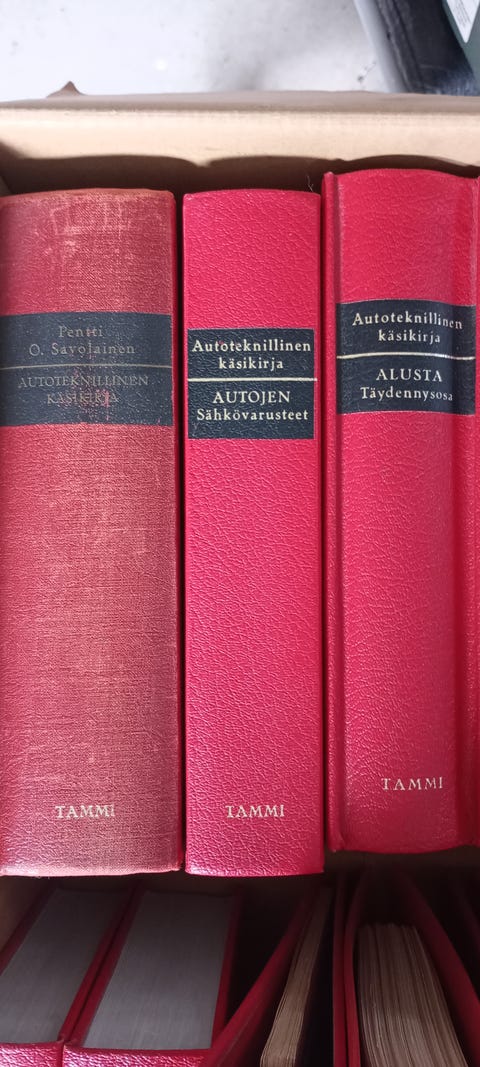 Pentti
O. Savolainen
AUTOTEKNILLINEN
KÄSIKIRJA
TAMMI
Autoteknillinen
käsikirja
AUTOJEN
Sähkövarusteet
TAMMI
Autoteknillinen
käsikirja
ALUSTA
Täydennysosa
TAMMI